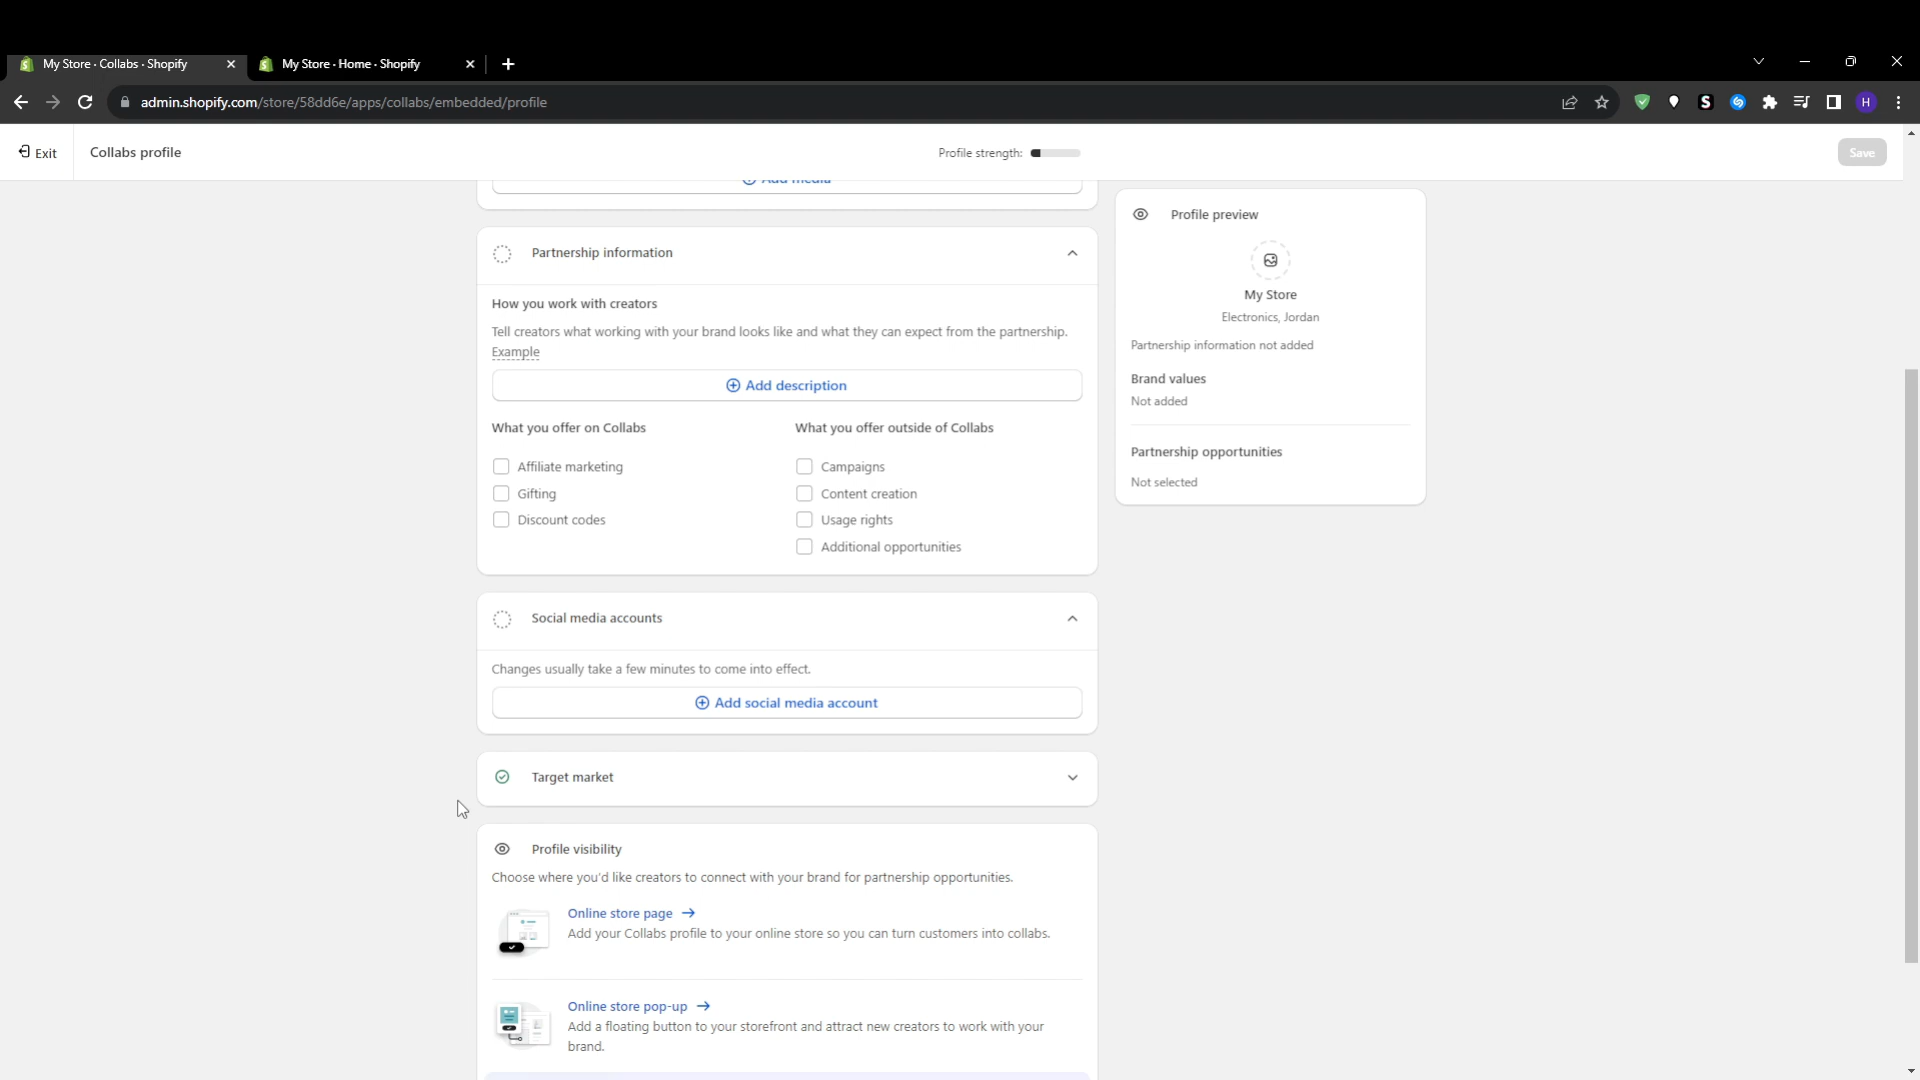 My Store · Collabs · Shopify
My Store · Home · Shopify
admin.shopify.com/store/58dd6e/apps/collabs/embedded/profile
H
Exit
Collabs profile
Profile strength:
Save
Add media
Partnership information
How you work with creators
Tell creators what working with your brand looks like and what they can expect from the partnership.
Example
Add description
What you offer on Collabs
What you offer outside of Collabs
Affiliate marketing
Campaigns
Gifting
Content creation
Discount codes
Usage rights
Additional opportunities
Social media accounts
Changes usually take a few minutes to come into effect.
Add social media account
Target market
Profile visibility
Choose where you'd like creators to connect with your brand for partnership opportunities.
Online store page
Add your Collabs profile to your online store so you can turn customers into collabs.
Online store pop-up
Add a floating button to your storefront and attract new creators to work with your
brand.
Profile preview
My Store
Electronics, Jordan
Partnership information not added
Brand values
Not added
Partnership opportunities
Not selected